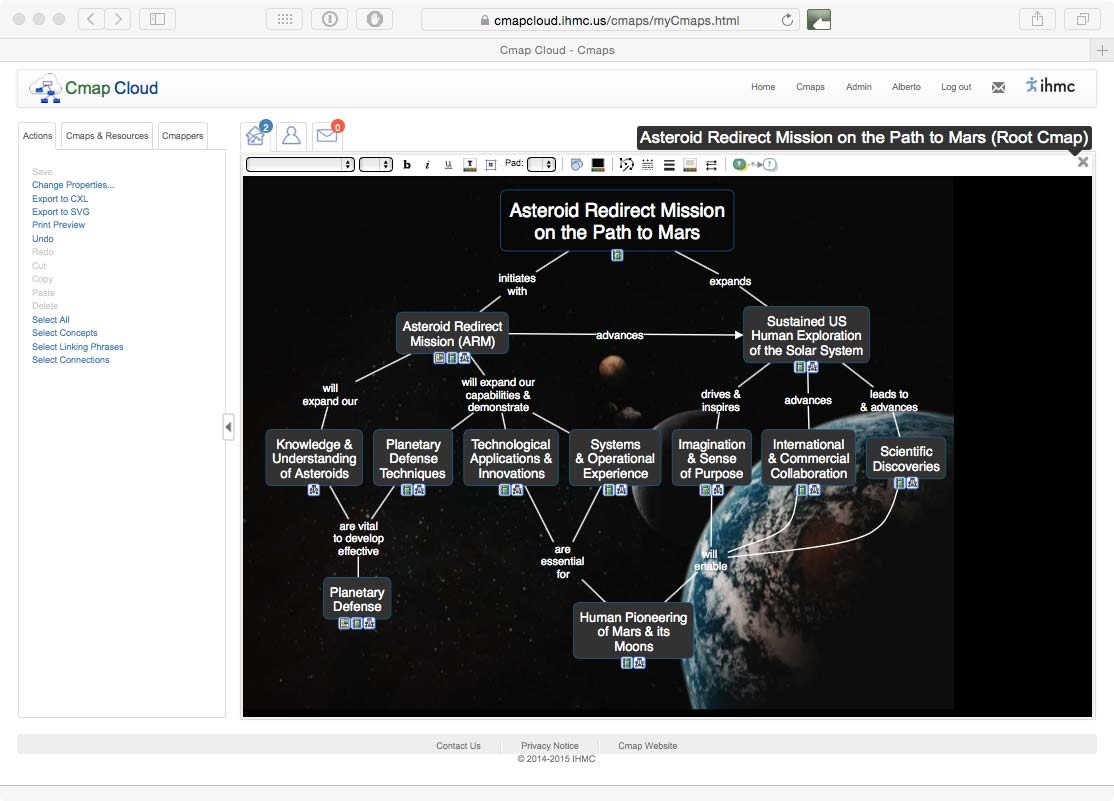 cmapcloud.ihmc.us/cmaps/myCmaps.html
Cmap Cloud - Cmaps
Cmap Cloud
Home Cmaps Admin Alberto Log out ihmc
Actions Cmaps & Resources Cmappers
2 0
Asteroid Redirect Mission on the Path to Mars (Root Cmap)
b i u T Pad: ? ?
Save
Change Properties...
Export to CXL
Export to SVG
Print Preview
Undo
Redo
Cut
Copy
Paste
Delete
Select All
Select Concepts
Select Linking Phrases
Select Connections
Asteroid Redirect Mission
on the Path to Mars
initiates
with
expands
Asteroid Redirect
Mission (ARM)
advances
Sustained US
Human Exploration
of the Solar System
will
expand our
will expand our
capabilities &
demonstrate
drives &
inspires
advances
leads to
& advances
Knowledge &
Understanding
of Asteroids
Planetary
Defense
Techniques
Technological
Applications &
Innovations
Systems
& Operational
Experience
Imagination
& Sense
of Purpose
International
& Commercial
Collaboration
Scientific
Discoveries
are vital
to develop
effective
are
essential
for
will
enable
Planetary
Defense
Human Pioneering
of Mars & its
Moons
Contact Us Privacy Notice Cmap Website
© 2014-2015 IHMC